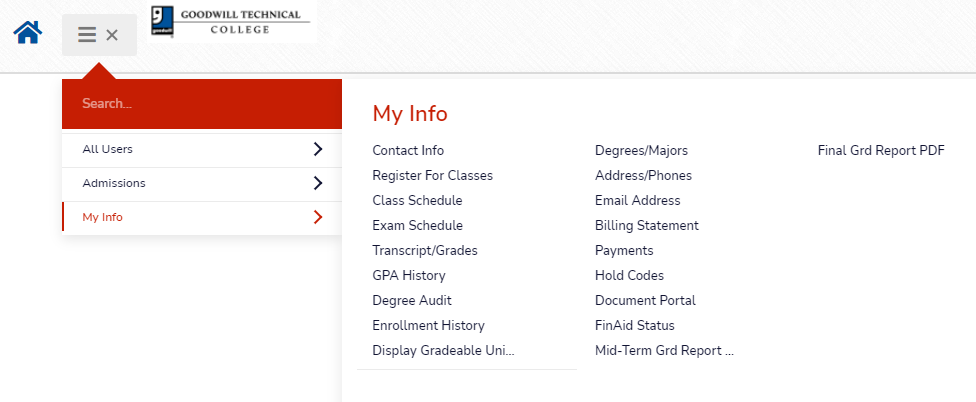 GOODWILL TECHNICAL
COLLEGE
goodwill
Search...
All Users
Admissions
My Info
My Info
Contact Info
Register For Classes
Class Schedule
Exam Schedule
Transcript/Grades
GPA History
Degree Audit
Enrollment History
Display Gradeable Uni...
Degrees/Majors
Address/Phones
Email Address
Billing Statement
Payments
Hold Codes
Document Portal
FinAid Status
Mid-Term Grd Report ...
Final Grd Report PDF